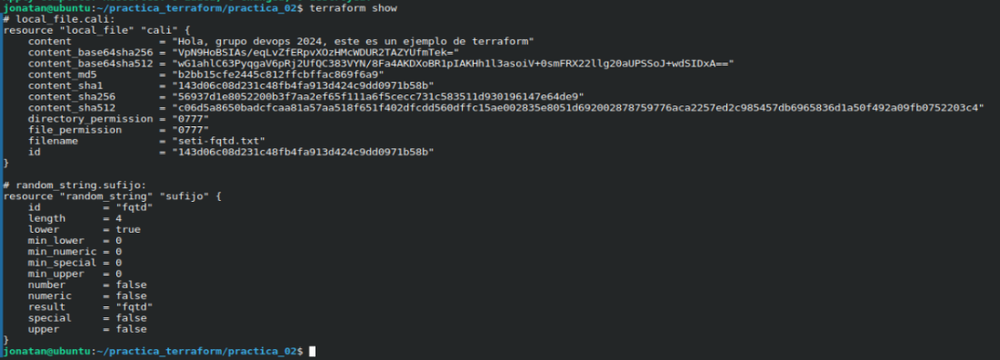 jonatan@ubuntu:~/practica_terraform/practica_02$ terraform show
# local_file.cali:
resource "local_file" "cali" {
    content              = "Hola, grupo devops 2024, este es un ejemplo de terraform"
    content_base64sha256 = "VpN9HoBSIAs/eqLvZfERpvXOzHMcWDUR2TAZYUfmTek="
    content_base64sha512 = "wG1ahlC63PyqgaV6pRj2UfQC383VYN/8Fa4AKDXoBR1pIAKHh1l3asoiV+0smFRX22llg20aUPSSoJ+wdSIDxA=="
    content_md5          = "b2bb15cfe2445c812ffcbffac869f6a9"
    content_sha1         = "143d06c08d231c48fb4fa913d424c9dd0971b58b"
    content_sha256       = "56937d1e8052200b3f7aa2ef65f111a6f5cecc731c583511d930196147e64de9"
    content_sha512       = "c06d5a8650badcfcaa81a57aa518f651f402dfcdd560dffc15ae002835e8051d692002878759776aca2257ed2c985457db6965836d1a50f492a09fb0752203c4"
    directory_permission = "0777"
    file_permission      = "0777"
    filename             = "seti-fqtd.txt"
    id                   = "143d06c08d231c48fb4fa913d424c9dd0971b58b"
}
# random_string.sufijo:
resource "random_string" "sufijo" {
    id          = "fqtd"
    length      = 4
    lower       = true
    min_lower   = 0
    min_numeric = 0
    min_special = 0
    min_upper   = 0
    number      = false
    numeric     = false
    result      = "fqtd"
    special     = false
    upper       = false
}
jonatan@ubuntu:~/practica_terraform/practica_02$